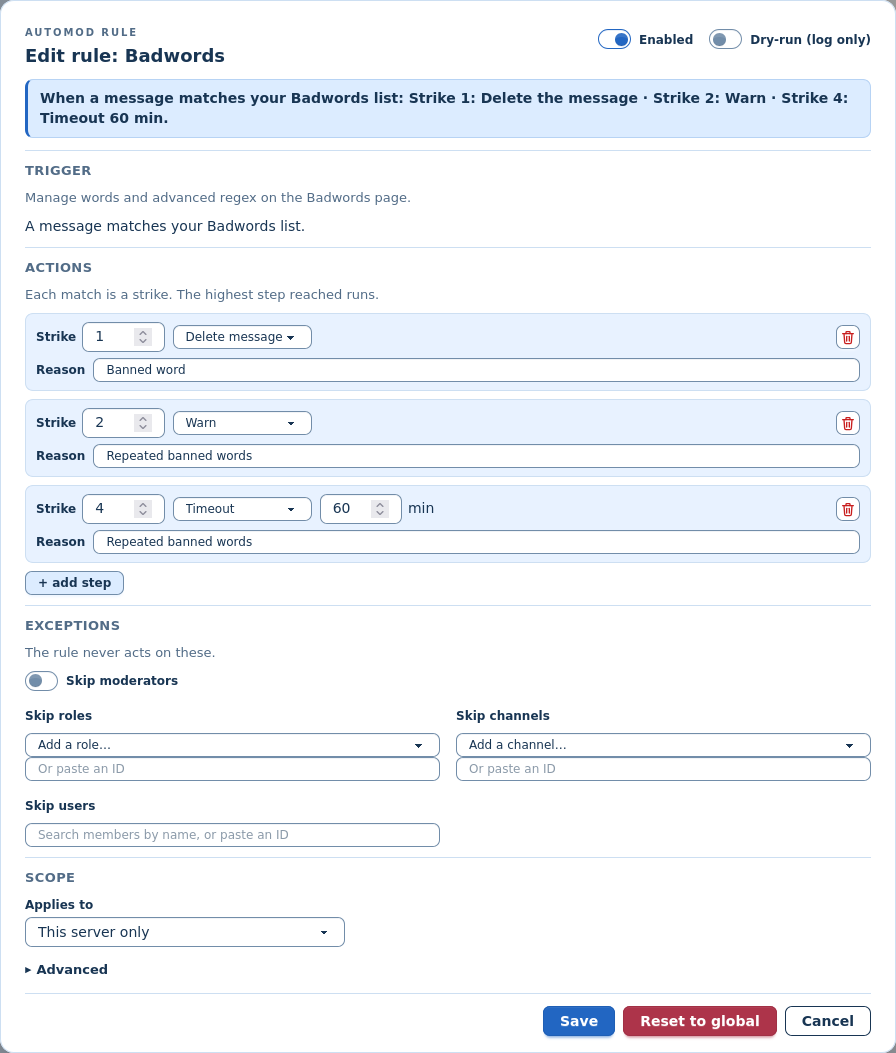 AUTOMOD RULE
Edit rule: Badwords
Enabled
Dry-run (log only)
When a message matches your Badwords list: Strike 1: Delete the message · Strike 2: Warn · Strike 4:
Timeout 60 min.
TRIGGER
Manage words and advanced regex on the Badwords page.
A message matches your Badwords list.
ACTIONS
Each match is a strike. The highest step reached runs.
Strike 1 Delete message
Reason Banned word
Strike 2 Warn
Reason Repeated banned words
Strike 4 Timeout 60 min
Reason Repeated banned words
+ add step
EXCEPTIONS
The rule never acts on these.
Skip moderators
Skip roles
Add a role...
Or paste an ID
Skip channels
Add a channel...
Or paste an ID
Skip users
Search members by name, or paste an ID
SCOPE
Applies to
This server only
▸ Advanced
Save
Reset to global
Cancel